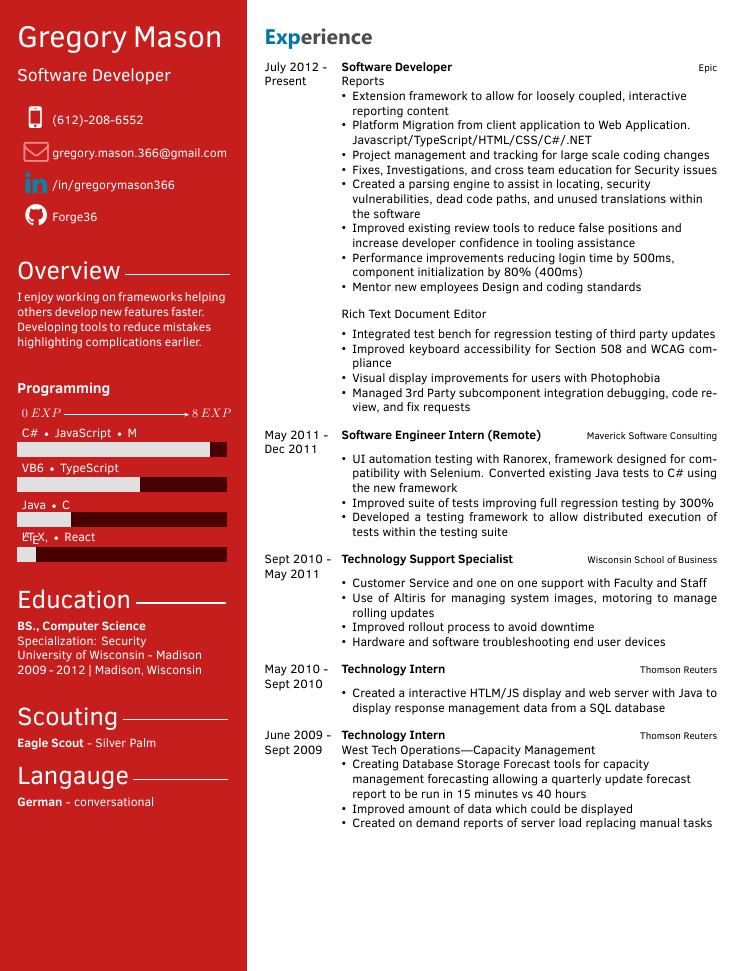 Gregory Mason
Software Developer
(612)-208-6552
gregory.mason.366@gmail.com
in /in/gregorymason366
Forge36
Overview
I enjoy working on frameworks helping
others develop new features faster.
Developing tools to reduce mistakes
highlighting complications earlier.
Programming
0 EXP 8 EXP
C# • JavaScript • M
VB6 • TypeScript
Java • C
LATEX, • React
Education
BS., Computer Science
Specialization: Security
University of Wisconsin - Madison
2009 - 2012 | Madison, Wisconsin
Scouting
Eagle Scout - Silver Palm
Langauge
German - conversational
Experience
July 2012 - Software Developer Epic
Present Reports
• Extension framework to allow for loosely coupled, interactive
reporting content
• Platform Migration from client application to Web Application.
Javascript/TypeScript/HTML/CSS/C#/.NET
• Project management and tracking for large scale coding changes
• Fixes, Investigations, and cross team education for Security issues
• Created a parsing engine to assist in locating, security
vulnerabilities, dead code paths, and unused translations within
the software
• Improved existing review tools to reduce false positives and
increase developer confidence in tooling assistance
• Performance improvements reducing login time by 500ms,
component initialization by 80% (400ms)
• Mentor new employees Design and coding standards
Rich Text Document Editor
• Integrated test bench for regression testing of third party updates
• Improved keyboard accessibility for Section 508 and WCAG com-
pliance
• Visual display improvements for users with Photophobia
• Managed 3rd Party subcomponent integration debugging, code re-
view, and fix requests
May 2011 - Software Engineer Intern (Remote) Maverick Software Consulting
Dec 2011
• UI automation testing with Ranorex, framework designed for com-
patibility with Selenium. Converted existing Java tests to C# using
the new framework
• Improved suite of tests improving full regression testing by 300%
• Developed a testing framework to allow distributed execution of
tests within the testing suite
Sept 2010 - Technology Support Specialist Wisconsin School of Business
May 2011
• Customer Service and one on one support with Faculty and Staff
• Use of Altiris for managing system images, motoring to manage
rolling updates
• Improved rollout process to avoid downtime
• Hardware and software troubleshooting end user devices
May 2010 - Technology Intern Thomson Reuters
Sept 2010
• Created a interactive HTLM/JS display and web server with Java to
display response management data from a SQL database
June 2009 - Technology Intern Thomson Reuters
Sept 2009 West Tech Operations—Capacity Management
• Creating Database Storage Forecast tools for capacity
management forecasting allowing a quarterly update forecast
report to be run in 15 minutes vs 40 hours
• Improved amount of data which could be displayed
• Created on demand reports of server load replacing manual tasks